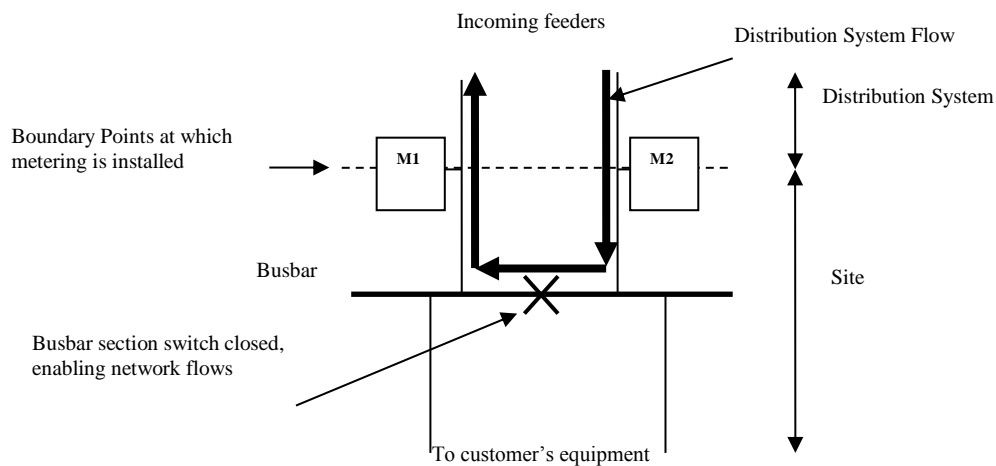 Incoming feeders
Distribution System Flow
Distribution System
Boundary Points at which
metering is installed
M1
M2
Busbar
Site
Busbar section switch closed,
enabling network flows
To customer’s equipment